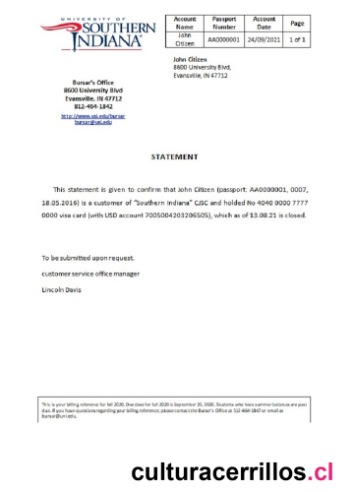 UNIVERSITY OF
SOUTHERN
INDIANA
Account Name Passport Number Account Date Page
John Citizen AA0000001 24/09/2021 1 of 1
John Citizen
8600 University Blvd,
Evansville, IN 47712
Bursar's Office
8600 University Blvd
Evansville, IN 47712
812-464-1842
http://www.usi.edu/bursar
bursar@usi.edu
STATEMENT
This statement is given to confirm that John Citizen (passport: AA0000001, 0007,
18.05.2016) is a customer of "Southern Indiana" CJSC and holded No 4040 0000 7777
0000 visa card (with USD account 7005004203206505), which as of 13.08.21 is closed.
To be submitted upon request.
customer service office manager
Lincoln Davis
This is your billing reference for fall 2020. Due date for fall 2020 is September 2020. Students who have summer balances are past
due. If you have questions regarding your billing reference, please contact the Bursar's Office at 812-464-1842 or email at
bursar@usi.edu.
culturacerrillos.cl